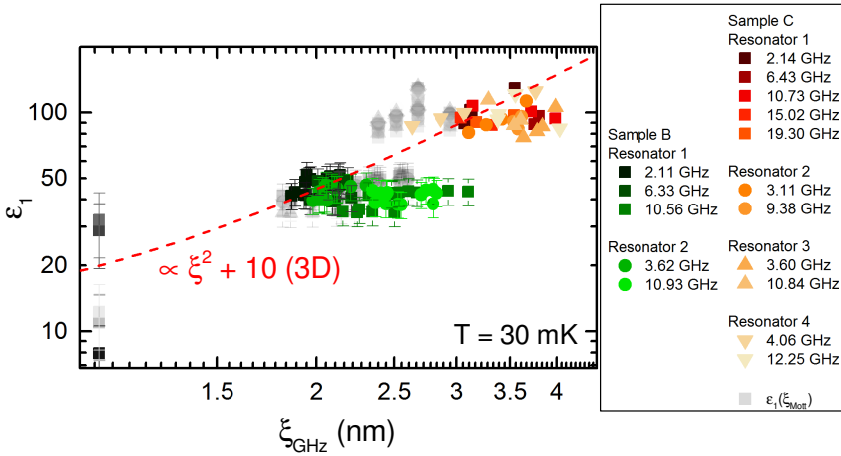 ε1
100
50
20
10
1.5
2
2.5
3
3.5
4
ξGHz (nm)
∝ ξ² + 10 (3D)
T = 30 mK
Sample B
Resonator 1
2.11 GHz
6.33 GHz
10.56 GHz
Resonator 2
3.62 GHz
10.93 GHz
Sample C
Resonator 1
2.14 GHz
6.43 GHz
10.73 GHz
15.02 GHz
19.30 GHz
Resonator 2
3.11 GHz
9.38 GHz
Resonator 3
3.60 GHz
10.84 GHz
Resonator 4
4.06 GHz
12.25 GHz
ε1(ξMott)